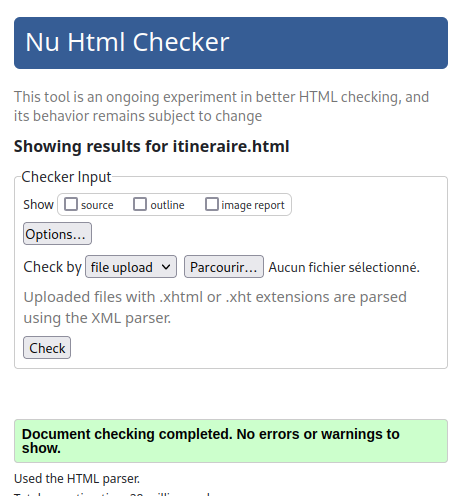 Nu Html Checker
This tool is an ongoing experiment in better HTML checking, and
its behavior remains subject to change
Showing results for itineraire.html
Checker Input
Show source outline image report
Options...
Check by file upload Parcourir... Aucun fichier sélectionné.
Uploaded files with .xhtml or .xht extensions are parsed
using the XML parser.
Check
Document checking completed. No errors or warnings to
show.
Used the HTML parser.